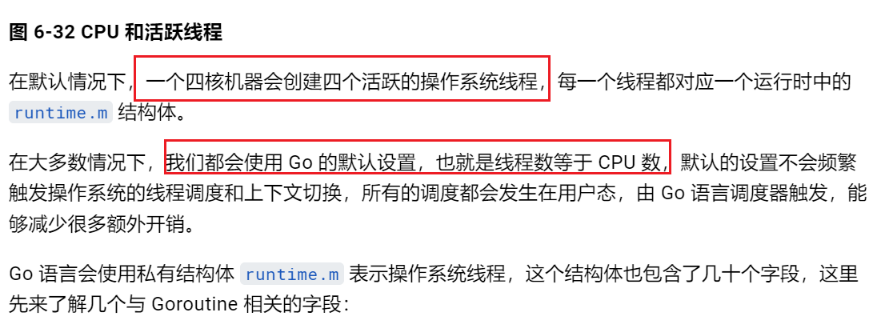 图 6-32 CPU 和活跃线程
在默认情况下，一个四核机器会创建四个活跃的操作系统线程，每一个线程都对应一个运行时中的
runtime.m 结构体。
在大多数情况下，我们都会使用 Go 的默认设置，也就是线程数等于 CPU 数，默认的设置不会频繁
触发操作系统的线程调度和上下文切换，所有的调度都会发生在用户态，由 Go 语言调度器触发，能
够减少很多额外开销。
Go 语言会使用私有结构体 runtime.m 表示操作系统线程，这个结构体也包含了几十个字段，这里
先来了解几个与 Goroutine 相关的字段：